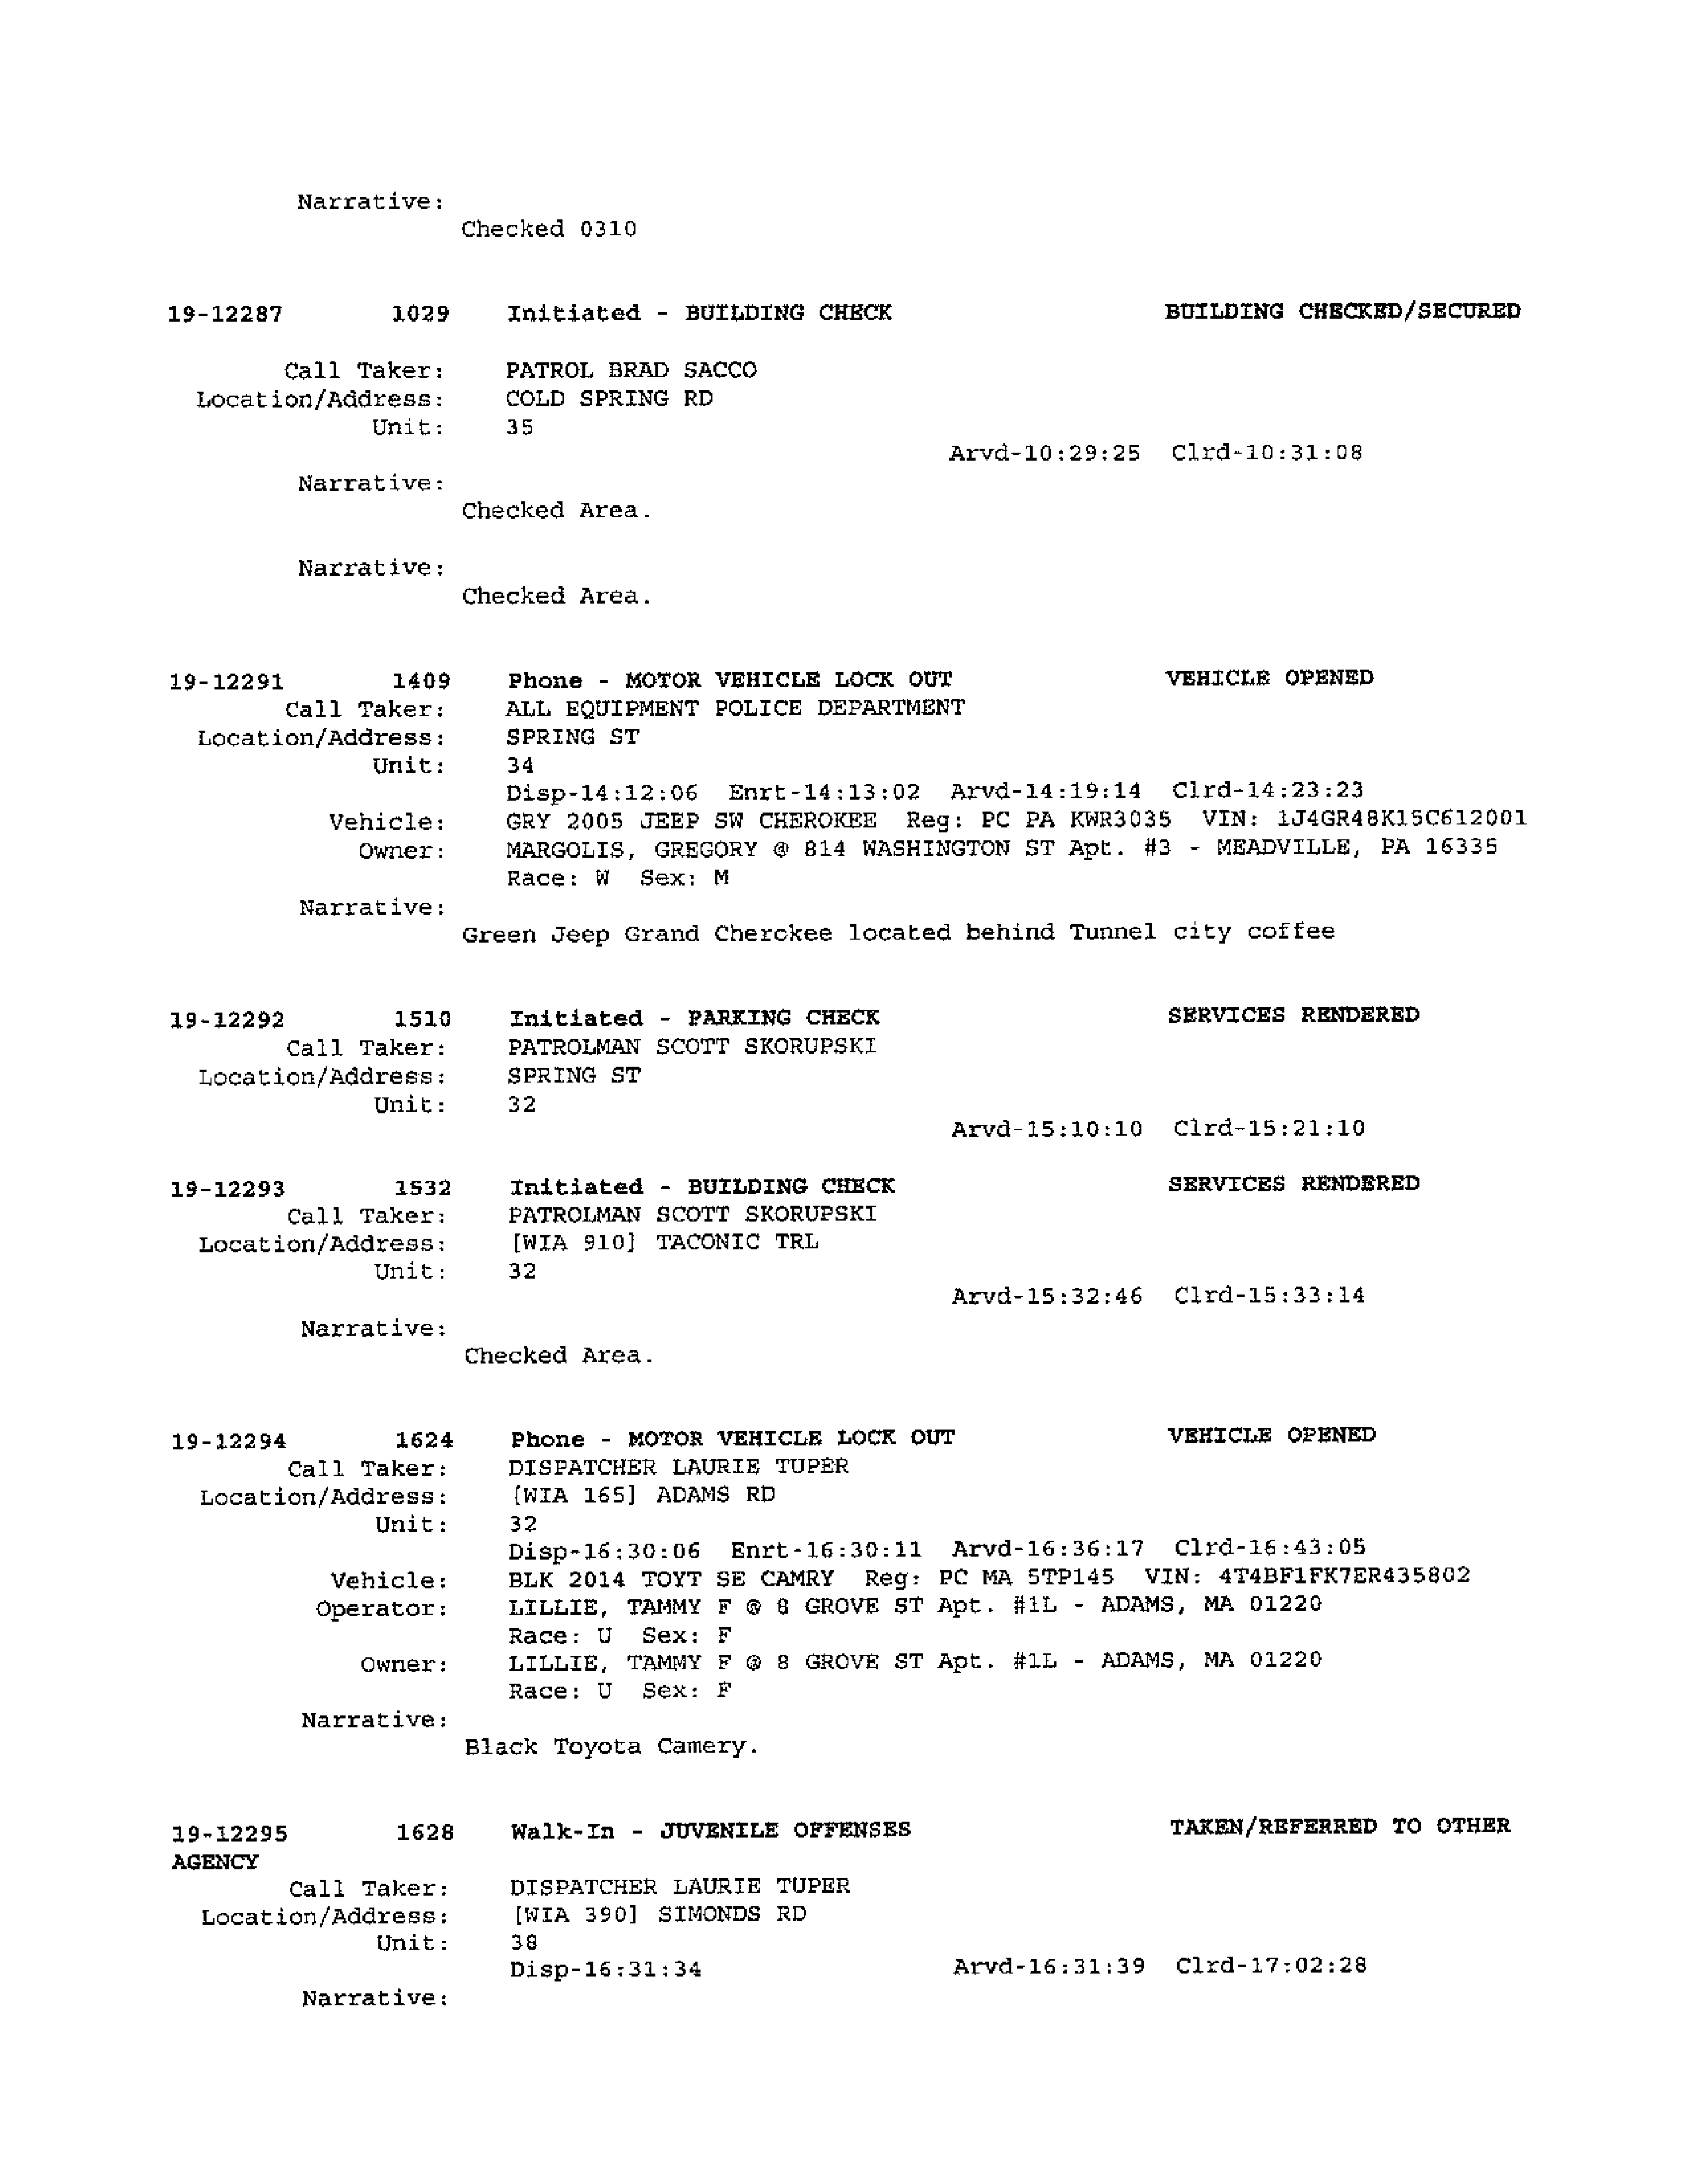 Narrative:
Checked 0310
19-12287 1029 Initiated - BUILDING CHECK BUILDING CHECKED/SECURED
Call Taker: PATROL BRAD SACCO
Location/Address: COLD SPRING RD
Unit: 35
Arvd-10:29:25 Clrd-10:31:08
Narrative:
Checked Area.
Narrative:
Checked Area.
19-12291 1409 Phone - MOTOR VEHICLE LOCK OUT VEHICLE OPENED
Call Taker: ALL EQUIPMENT POLICE DEPARTMENT
Location/Address: SPRING ST
Unit: 34
Disp-14:12:06 Enrt-14:13:02 Arvd-14:19:14 Clrd-14:23:23
Vehicle: GRY 2005 JEEP SW CHEROKEE Reg: PC PA KWR3035 VIN: 1J4GR48K15C612001
Owner: MARGOLIS, GREGORY @ 814 WASHINGTON ST Apt. #3 - MEADVILLE, PA 16335
Race: W Sex: M
Narrative:
Green Jeep Grand Cherokee located behind Tunnel city coffee
19-12292 1510 Initiated - PARKING CHECK SERVICES RENDERED
Call Taker: PATROLMAN SCOTT SKORUPSKI
Location/Address: SPRING ST
Unit: 32
Arvd-15:10:10 Clrd-15:21:10
19-12293 1532 Initiated - BUILDING CHECK SERVICES RENDERED
Call Taker: PATROLMAN SCOTT SKORUPSKI
Location/Address: [WIA 910] TACONIC TRL
Unit: 32
Arvd-15:32:46 Clrd-15:33:14
Narrative:
Checked Area.
19-12294 1624 Phone - MOTOR VEHICLE LOCK OUT VEHICLE OPENED
Call Taker: DISPATCHER LAURIE TUPER
Location/Address: [WIA 165] ADAMS RD
Unit: 32
Disp-16:30:06 Enrt-16:30:11 Arvd-16:36:17 Clrd-16:43:05
Vehicle: BLK 2014 TOYT SE CAMRY Reg: PC MA 5TP145 VIN: 4T4BF1FK7ER435802
Operator: LILLIE, TAMMY F @ 8 GROVE ST Apt. #1L - ADAMS, MA 01220
Race: U Sex: F
Owner: LILLIE, TAMMY F @ 8 GROVE ST Apt. #1L - ADAMS, MA 01220
Race: U Sex: F
Narrative:
Black Toyota Camery.
19-12295 1628 Walk-In - JUVENILE OFFENSES TAKEN/REFERRED TO OTHER
AGENCY
Call Taker: DISPATCHER LAURIE TUPER
Location/Address: [WIA 390] SIMONDS RD
Unit: 38
Disp-16:31:34 Arvd-16:31:39 Clrd-17:02:28
Narrative: